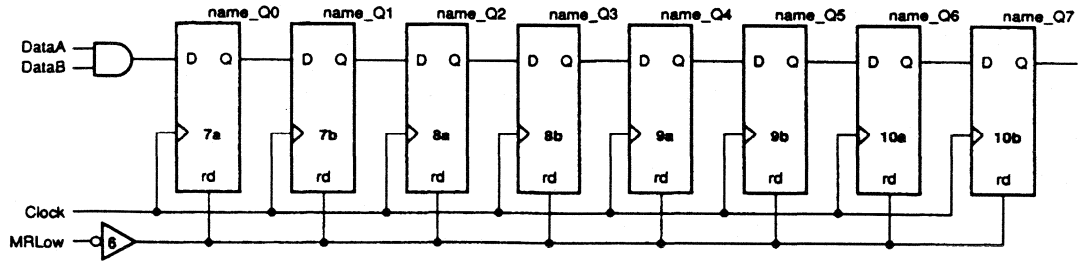 name_Q0 name_Q1 name_Q2 name_Q3 name_Q4 name_Q5 name_Q6 name_Q7
DataA
DataB
D Q D Q D Q D Q D Q D Q D Q D Q
7a 7b 8a 8b 9a 9b 10a 10b
rd rd rd rd rd rd rd rd
Clock
MRLow 6